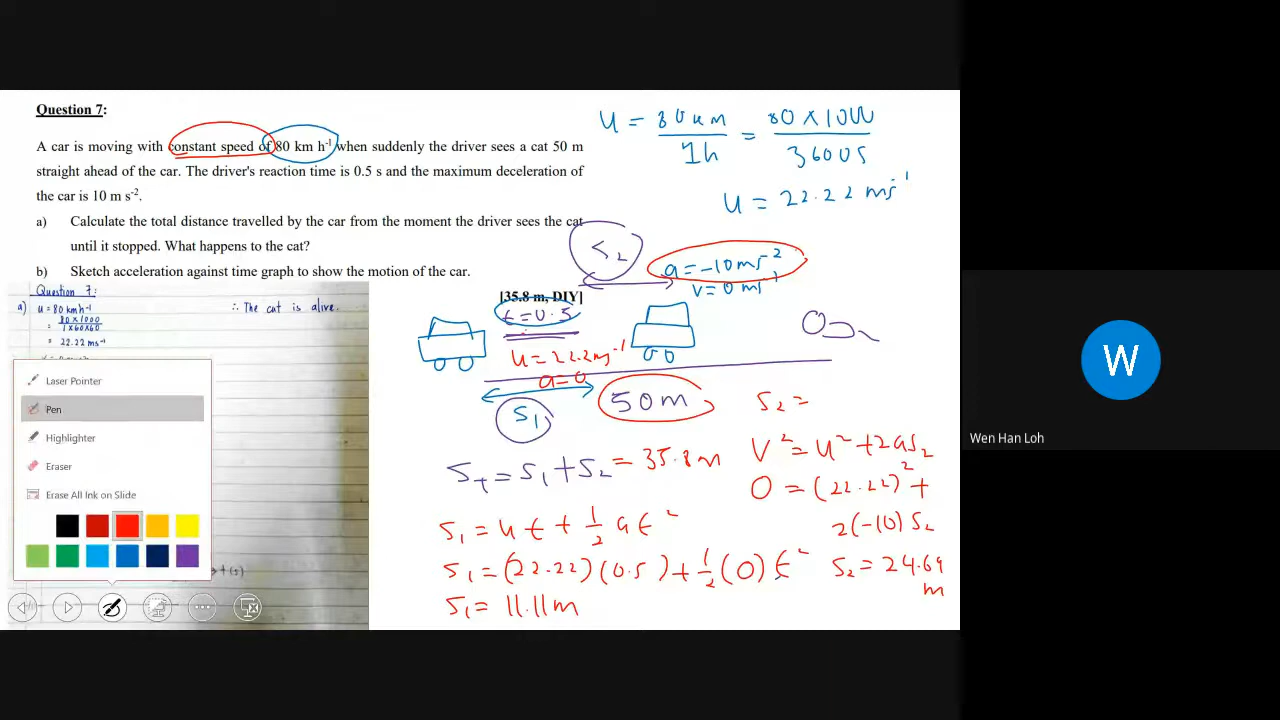 Question 7:
A car is moving with constant speed of 80 km h-1 when suddenly the driver sees a cat 50 m
straight ahead of the car. The driver's reaction time is 0.5 s and the maximum deceleration of
the car is 10 m s-2.
a) Calculate the total distance travelled by the car from the moment the driver sees the cat
until it stopped. What happens to the cat?
b) Sketch acceleration against time graph to show the motion of the car.
[35.8 m, DIY]
u = 80 km / 1h = 80 x 1000 / 3600 s
u = 22.22 ms-1
S2
a = -10 ms-2
v = 0 ms-1
t = 0.5
u = 22.2 ms-1
a = 0
S1
50m
ST = S1 + S2 = 35.8 m
S1 = ut + 1/2 at2
S1 = (22.22)(0.5) + 1/2 (0) t2
S1 = 11.11 m
S2 =
V2 = u2 + 2aS2
0 = (22.22)2 +
2(-10) S2
S2 = 24.69
m
Question 7:
a) u = 80 km h-1 ∴ The cat is alive.
= 80 x 1000 / 1 x 60 x 60
= 22.22 ms-1
Laser Pointer
Pen
Highlighter
Eraser
Erase All Ink on Slide
t (s)
W
Wen Han Loh